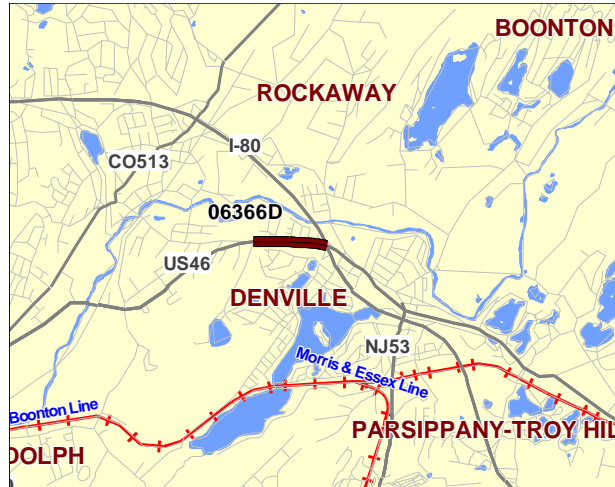 BOONTON
ROCKAWAY
I-80
CO513
06366D
US46
DENVILLE
NJ53
Morris & Essex Line
Boonton Line
PARSIPPANY-TROY HIL
DOLPH